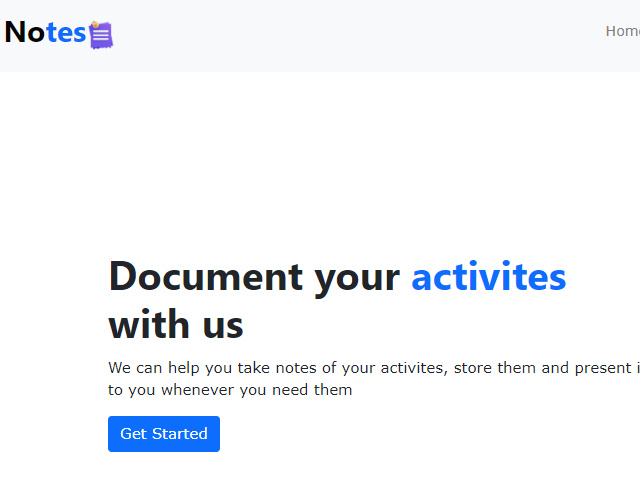 Notes
Home
Document your activites
with us
We can help you take notes of your activites, store them and present i
to you whenever you need them
Get Started